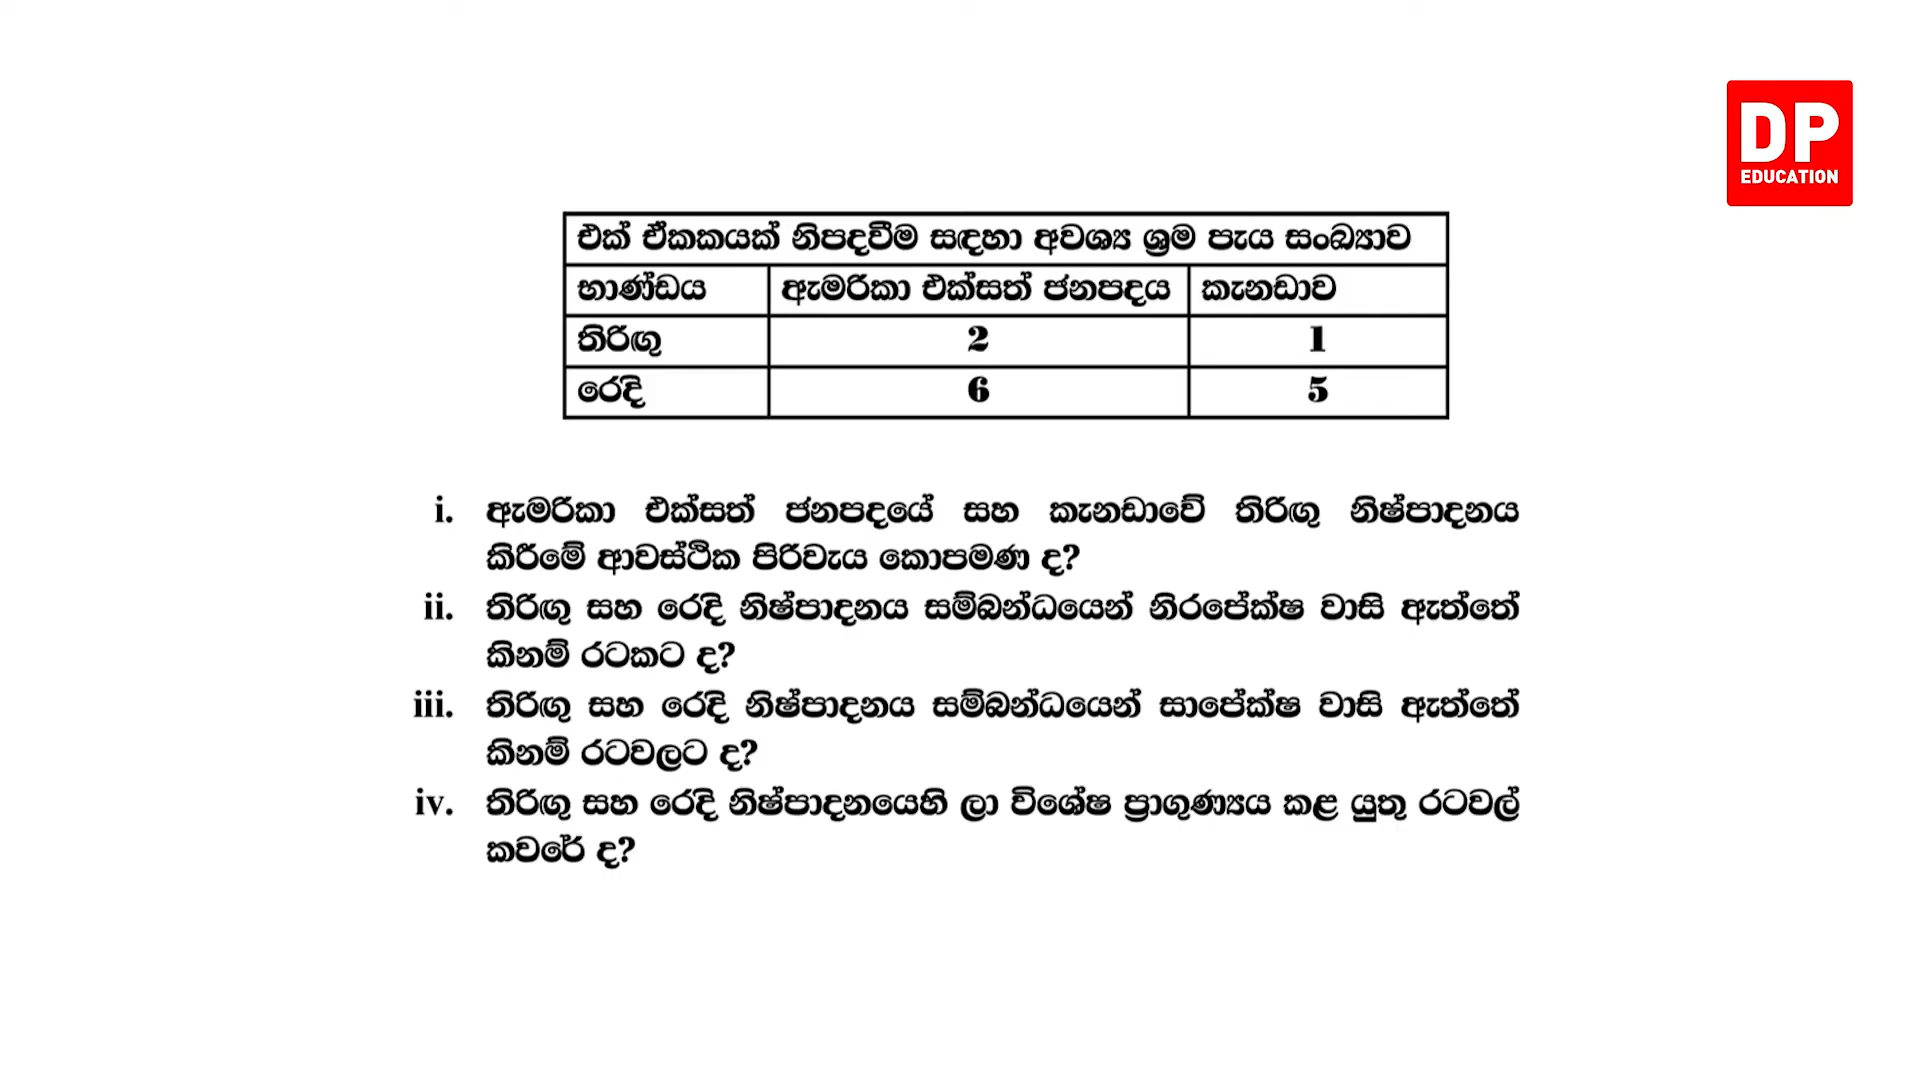 DP
EDUCATION
එක් ඒකකයක් නිපදවීම සඳහා අවශ්‍ය ශ්‍රම පැය සංඛ්‍යාව
භාණ්ඩය ඇමරිකා එක්සත් ජනපදය කැනඩාව
තිරිඟු 2 1
රෙදි 6 5
i. ඇමරිකා එක්සත් ජනපදයේ සහ කැනඩාවේ තිරිඟු නිෂ්පාදනය
කිරීමේ ආවස්ථික පිරිවැය කොපමණ ද?
ii. තිරිඟු සහ රෙදි නිෂ්පාදනය සම්බන්ධයෙන් නිරපේක්ෂ වාසි ඇත්තේ
කිනම් රටකට ද?
iii. තිරිඟු සහ රෙදි නිෂ්පාදනය සම්බන්ධයෙන් සාපේක්ෂ වාසි ඇත්තේ
කිනම් රටවලට ද?
iv. තිරිඟු සහ රෙදි නිෂ්පාදනයෙහි ලා විශේෂ ප්‍රාගුණ්‍යය කළ යුතු රටවල්
කවරේ ද?